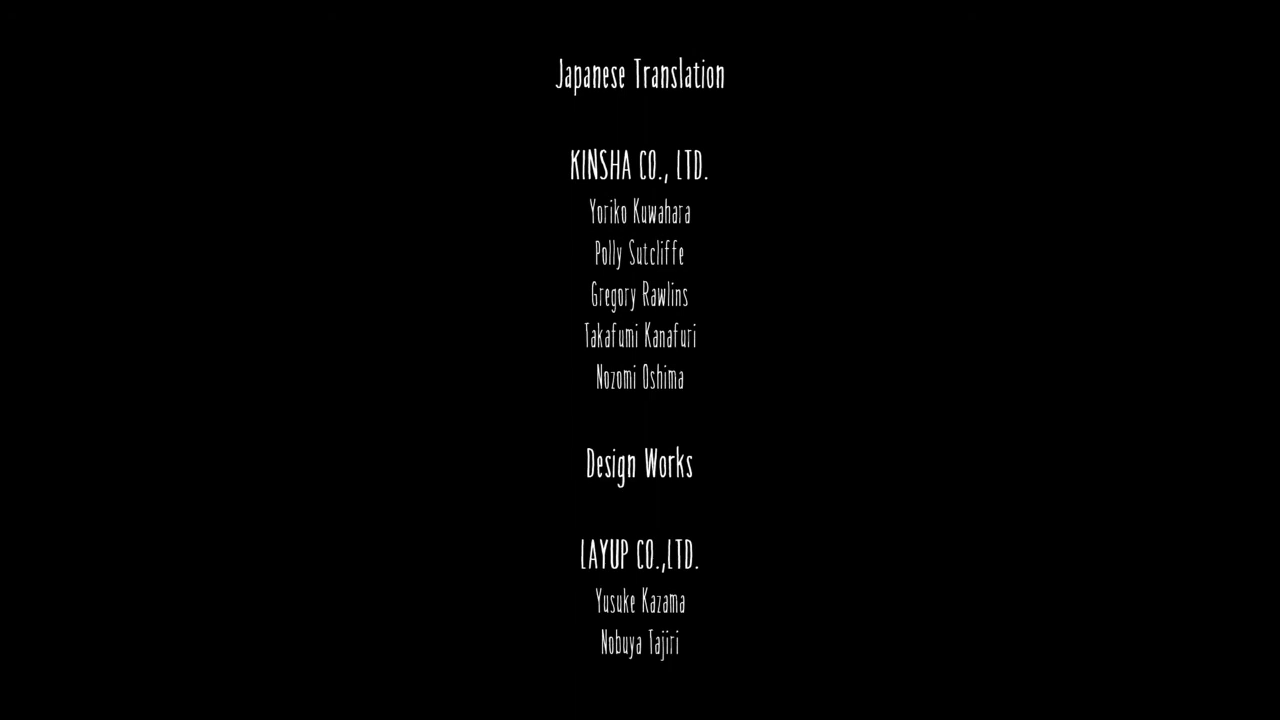 Japanese Translation
KINSHA CO., LTD.
Yoriko Kuwahara
Polly Sutcliffe
Gregory Rawlins
Takafumi Kanafuri
Nozomi Oshima
Design Works
LAYUP CO.,LTD.
Yusuke Kazama
Nobuya Tajiri